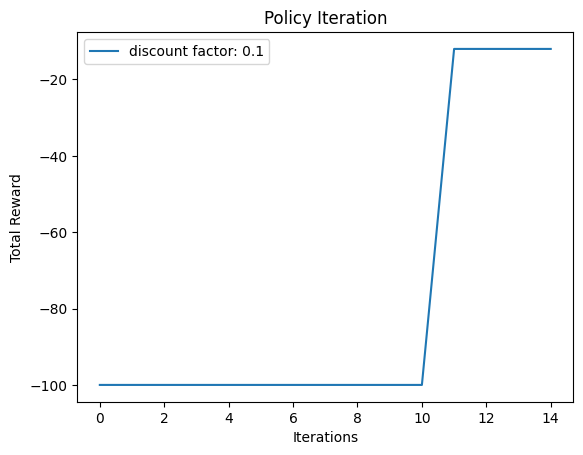 Policy Iteration
discount factor: 0.1
Total Reward
−20
−40
−60
−80
−100
0 2 4 6 8 10 12 14
Iterations